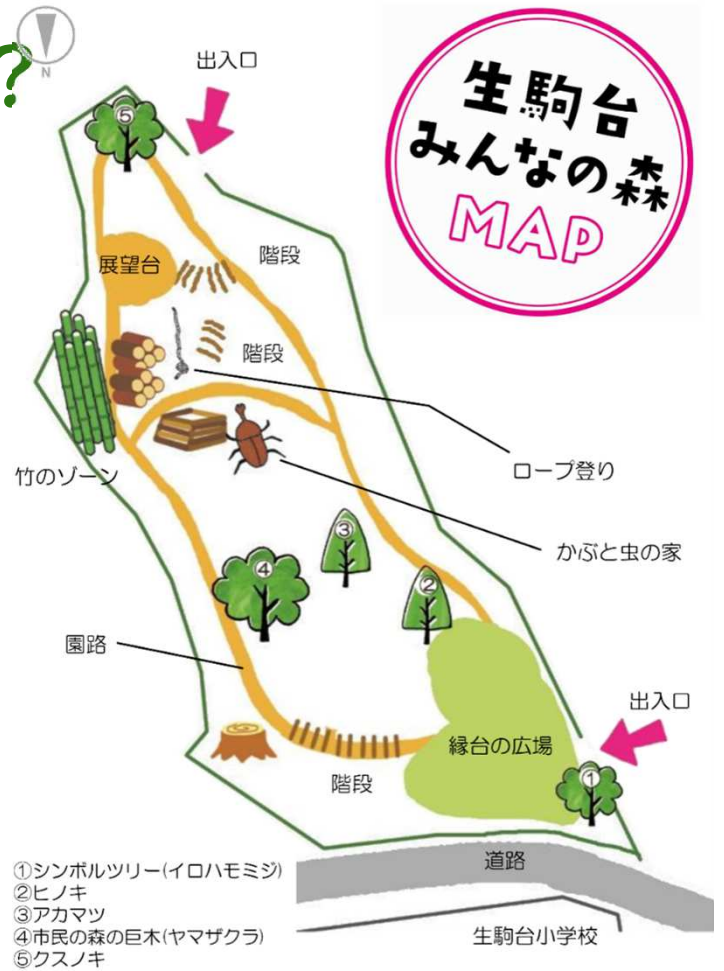 ?
N
出入口
生駒台
みんなの森
MAP
⑤
階段
展望台
階段
竹のゾーン
ロープ登り
かぶと虫の家
③
④
②
園路
出入口
縁台の広場
①
階段
道路
①シンボルツリー(イロハモミジ)
②ヒノキ
③アカマツ
④市民の森の巨木(ヤマザクラ)
⑤クスノキ
生駒台小学校